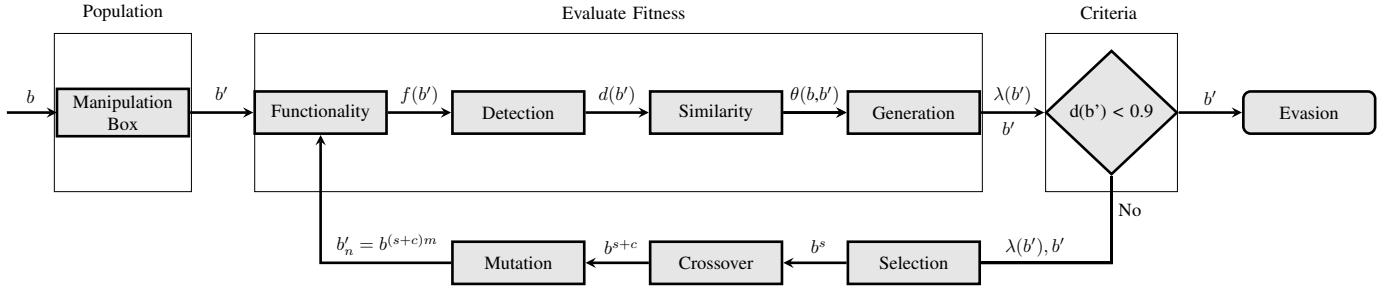 Population
Evaluate Fitness
Criteria
b
Manipulation
Box
b′
Functionality
f(b′)
Detection
d(b′)
Similarity
θ(b,b′)
Generation
λ(b′)
b′
d(b’) < 0.9
b′
Evasion
No
b′ₙ = b⁽ˢ⁺ᶜ⁾ᵐ
Mutation
bˢ⁺ᶜ
Crossover
bˢ
Selection
λ(b′), b′